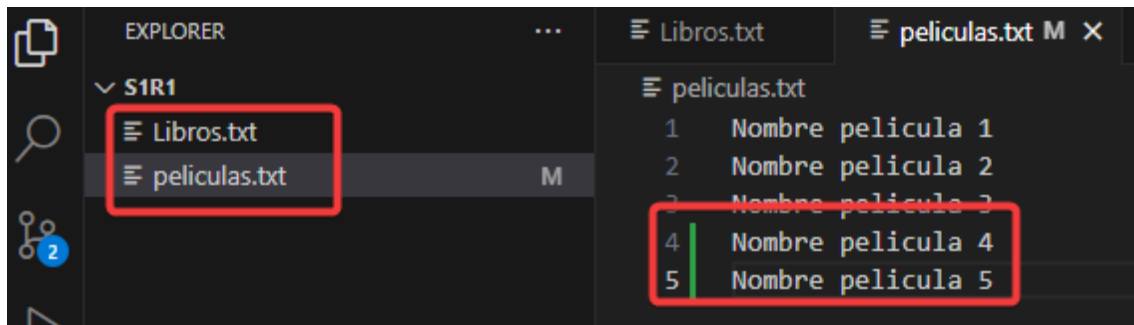 EXPLORER ...
S1R1
Libros.txt
peliculas.txt M
2
Libros.txt peliculas.txt M
peliculas.txt
1 Nombre pelicula 1
2 Nombre pelicula 2
3 Nombre pelicula 3
4 Nombre pelicula 4
5 Nombre pelicula 5